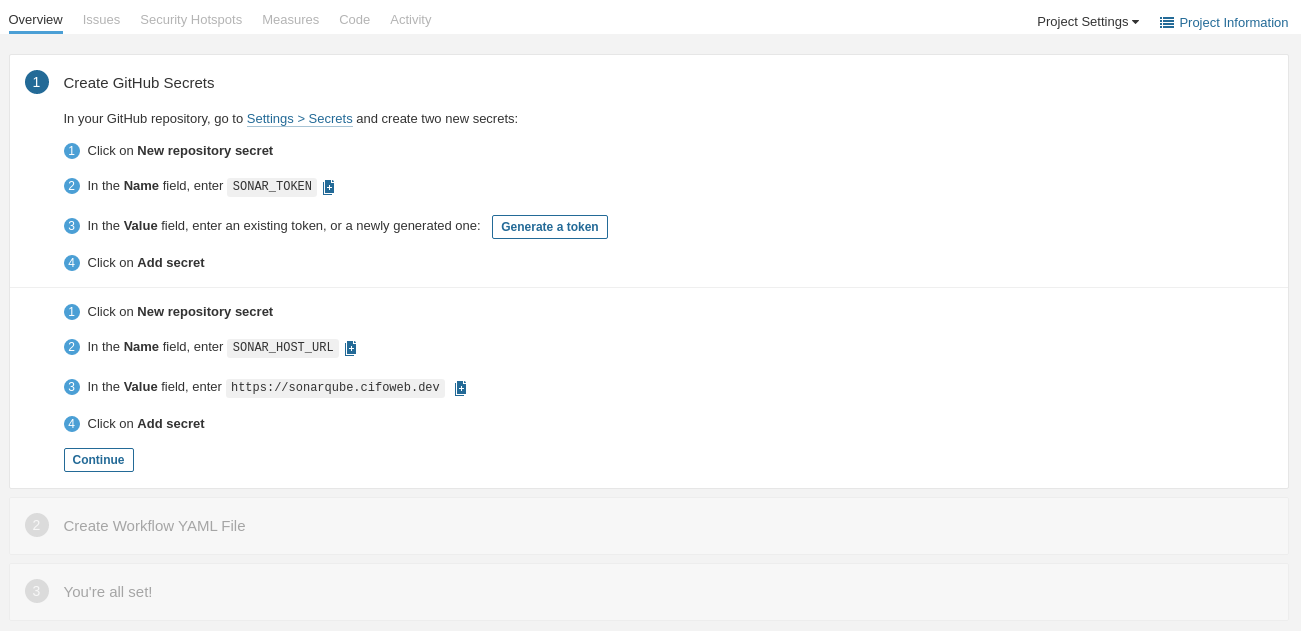 Overview Issues Security Hotspots Measures Code Activity Project Settings Project Information
1 Create GitHub Secrets
In your GitHub repository, go to Settings > Secrets and create two new secrets:
1 Click on New repository secret
2 In the Name field, enter SONAR_TOKEN
3 In the Value field, enter an existing token, or a newly generated one: Generate a token
4 Click on Add secret
1 Click on New repository secret
2 In the Name field, enter SONAR_HOST_URL
3 In the Value field, enter https://sonarqube.cifoweb.dev
4 Click on Add secret
Continue
2 Create Workflow YAML File
3 You're all set!